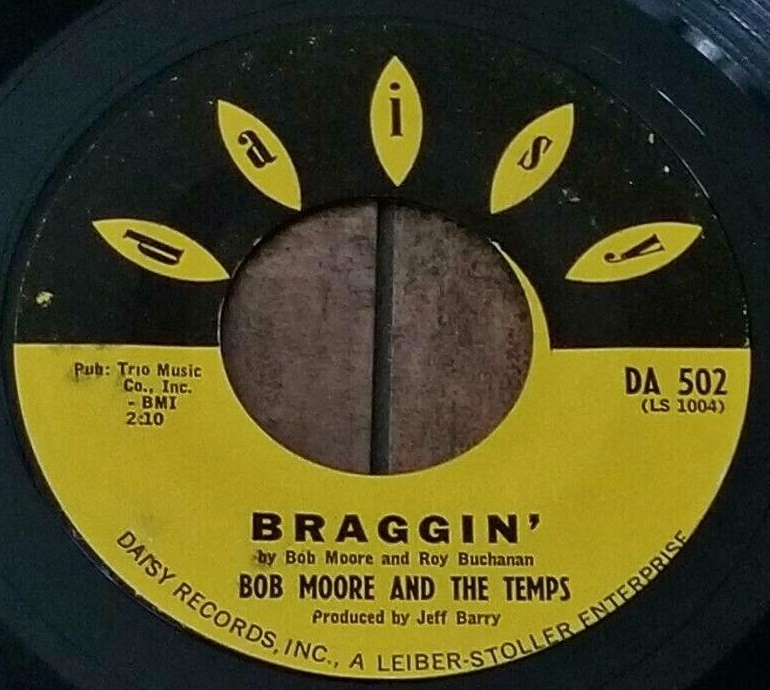 daisy
Pub: Trio Music
Co., Inc.
- BMI
2:10
DA 502
(LS 1004)
BRAGGIN'
by Bob Moore and Roy Buchanan
BOB MOORE AND THE TEMPS
Produced by Jeff Barry
DAISY RECORDS, INC., A LEIBER-STOLLER ENTERPRISE